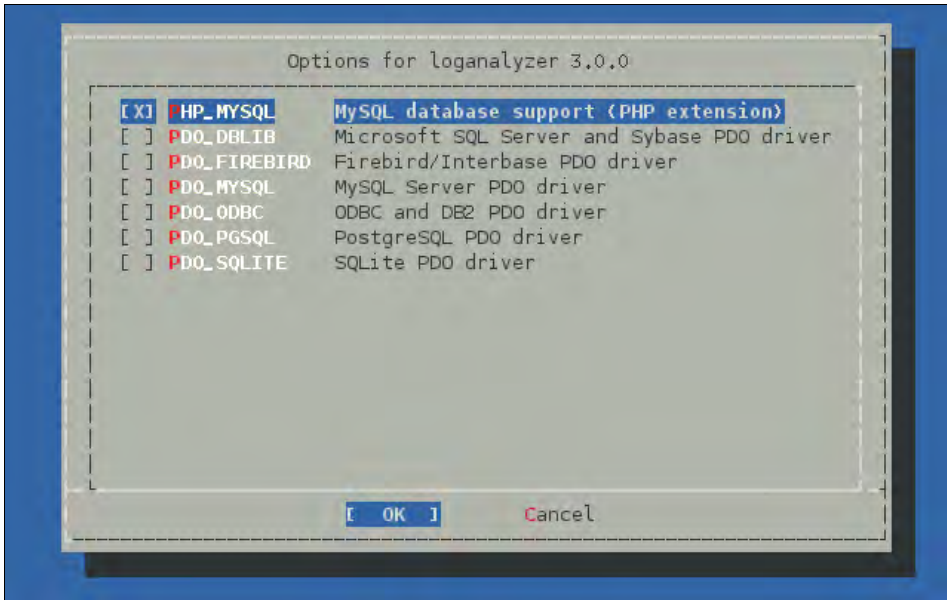 Options for loganalyzer 3.0.0
[X] PHP_MYSQL MySQL database support (PHP extension)
[ ] PDO_DBLIB Microsoft SQL Server and Sybase PDO driver
[ ] PDO_FIREBIRD Firebird/Interbase PDO driver
[ ] PDO_MYSQL MySQL Server PDO driver
[ ] PDO_ODBC ODBC and DB2 PDO driver
[ ] PDO_PGSQL PostgreSQL PDO driver
[ ] PDO_SQLITE SQLite PDO driver
[ OK ] Cancel